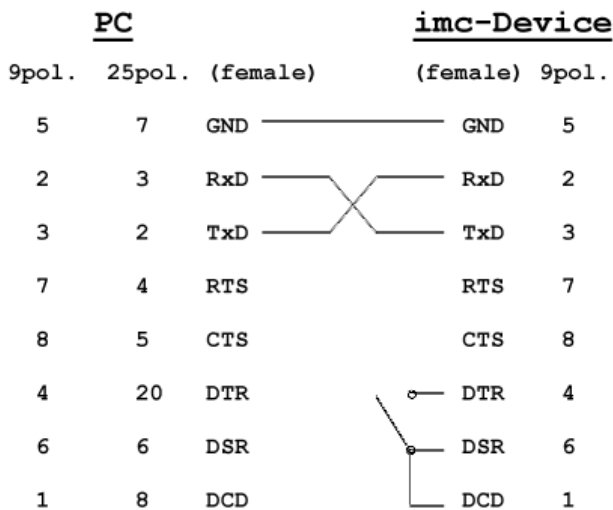 PC imc-Device
9pol. 25pol. (female) (female) 9pol.
5 7 GND GND 5
2 3 RxD RxD 2
3 2 TxD TxD 3
7 4 RTS RTS 7
8 5 CTS CTS 8
4 20 DTR DTR 4
6 6 DSR DSR 6
1 8 DCD DCD 1